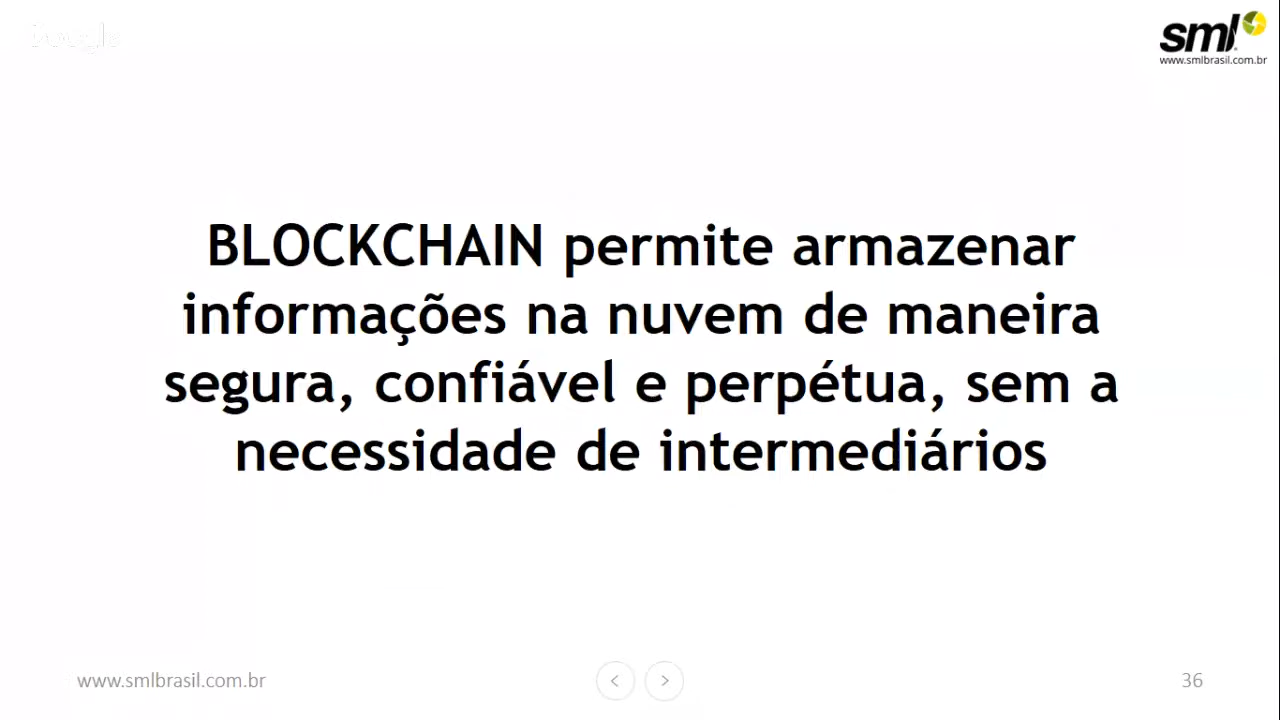 Google
sml
www.smlbrasil.com.br
BLOCKCHAIN permite armazenar
informações na nuvem de maneira
segura, confiável e perpétua, sem a
necessidade de intermediários
www.smlbrasil.com.br
36